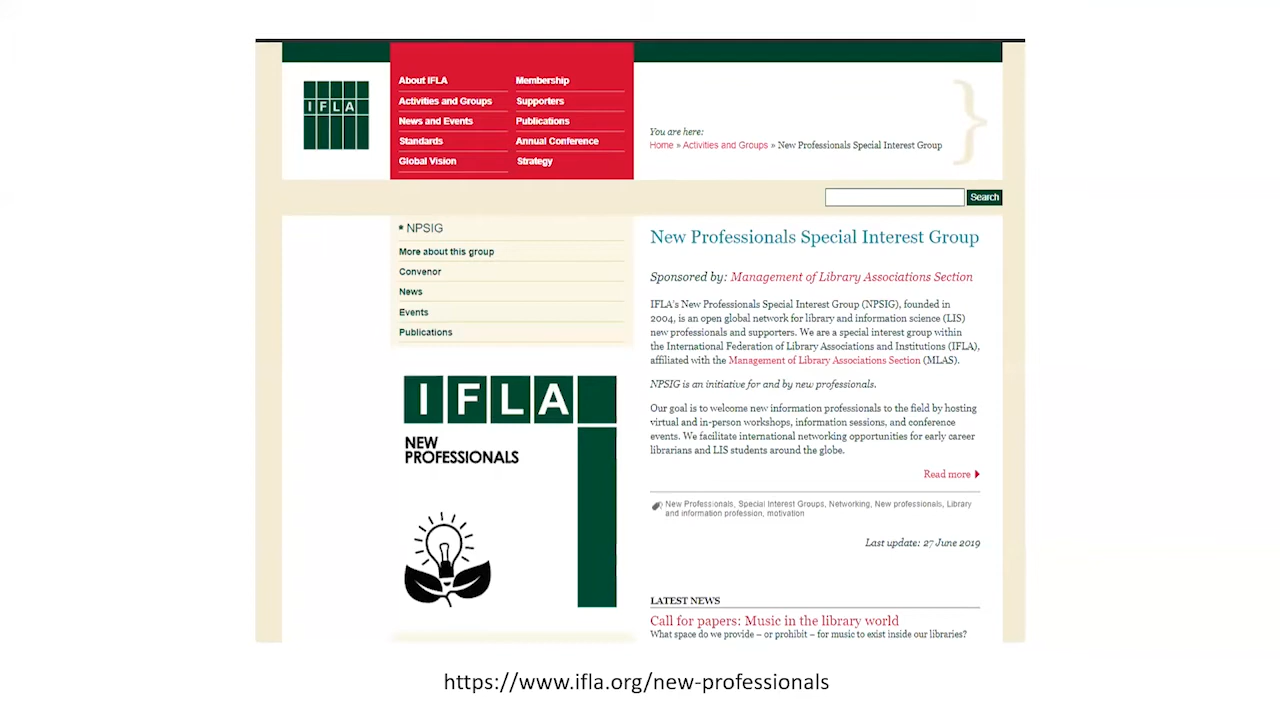 IFLA
About IFLA
Activities and Groups
News and Events
Standards
Global Vision
Membership
Supporters
Publications
Annual Conference
Strategy
You are here:
Home » Activities and Groups » New Professionals Special Interest Group
Search
* NPSIG
More about this group
Convenor
News
Events
Publications
IFLA
NEW
PROFESSIONALS
New Professionals Special Interest Group
Sponsored by: Management of Library Associations Section
IFLA's New Professionals Special Interest Group (NPSIG), founded in
2004, is an open global network for library and information science (LIS)
new professionals and supporters. We are a special interest group within
the International Federation of Library Associations and Institutions (IFLA),
affiliated with the Management of Library Associations Section (MLAS).
NPSIG is an initiative for and by new professionals.
Our goal is to welcome new information professionals to the field by hosting
virtual and in-person workshops, information sessions, and conference
events. We facilitate international networking opportunities for early career
librarians and LIS students around the globe.
Read more
New Professionals, Special Interest Groups, Networking, New professionals, Library
and information profession, motivation
Last update: 27 June 2019
LATEST NEWS
Call for papers: Music in the library world
What space do we provide – or prohibit – for music to exist inside our libraries?
https://www.ifla.org/new-professionals